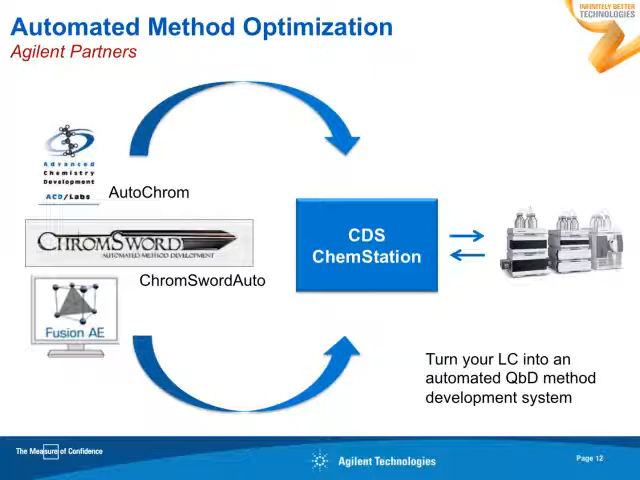 Automated Method Optimization
Agilent Partners
INFINITELY BETTER
TECHNOLOGIES
Advanced
Chemistry
Development
ACD/Labs
AutoChrom
CHROMSWORD
AUTOMATED METHOD DEVELOPMENT
ChromSwordAuto
Fusion AE
CDS
ChemStation
Turn your LC into an
automated QbD method
development system
The Measure of Confidence
Agilent Technologies
Page 12